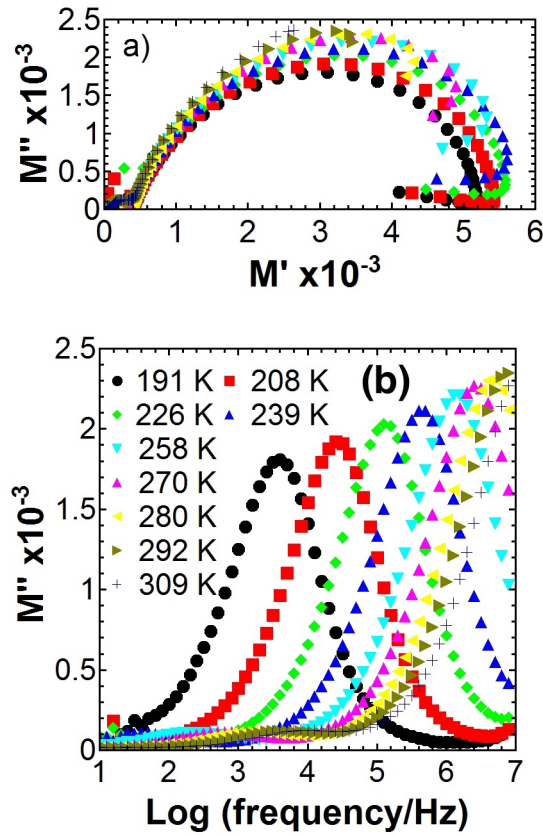 a)
2.5
2
1.5
1
0.5
0
M'' x10-3
0 1 2 3 4 5 6
M' x10-3
(b)
2.5
2
1.5
1
0.5
0
M'' x10-3
191 K 208 K
226 K 239 K
258 K
270 K
280 K
292 K
309 K
1 2 3 4 5 6 7
Log (frequency/Hz)